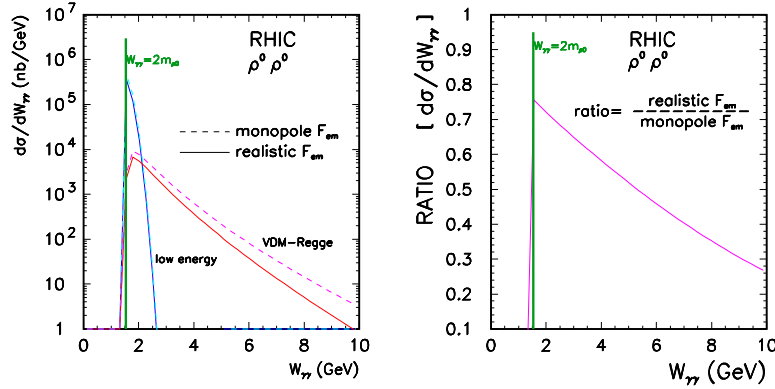 dσ/dW_γγ (nb/GeV)
10^7
10^6
10^5
10^4
10^3
10^2
10
1
0 2 4 6 8 10
W_γγ (GeV)
RHIC
ρ^0 ρ^0
W_γγ=2m_ρ0
monopole F_em
realistic F_em
VDM-Regge
low energy
RATIO [ dσ/dW_γγ ]
1
0.9
0.8
0.7
0.6
0.5
0.4
0.3
0.2
0.1
0 2 4 6 8 10
W_γγ (GeV)
RHIC
ρ^0 ρ^0
W_γγ=2m_ρ0
realistic F_em
ratio= ---------------
monopole F_em